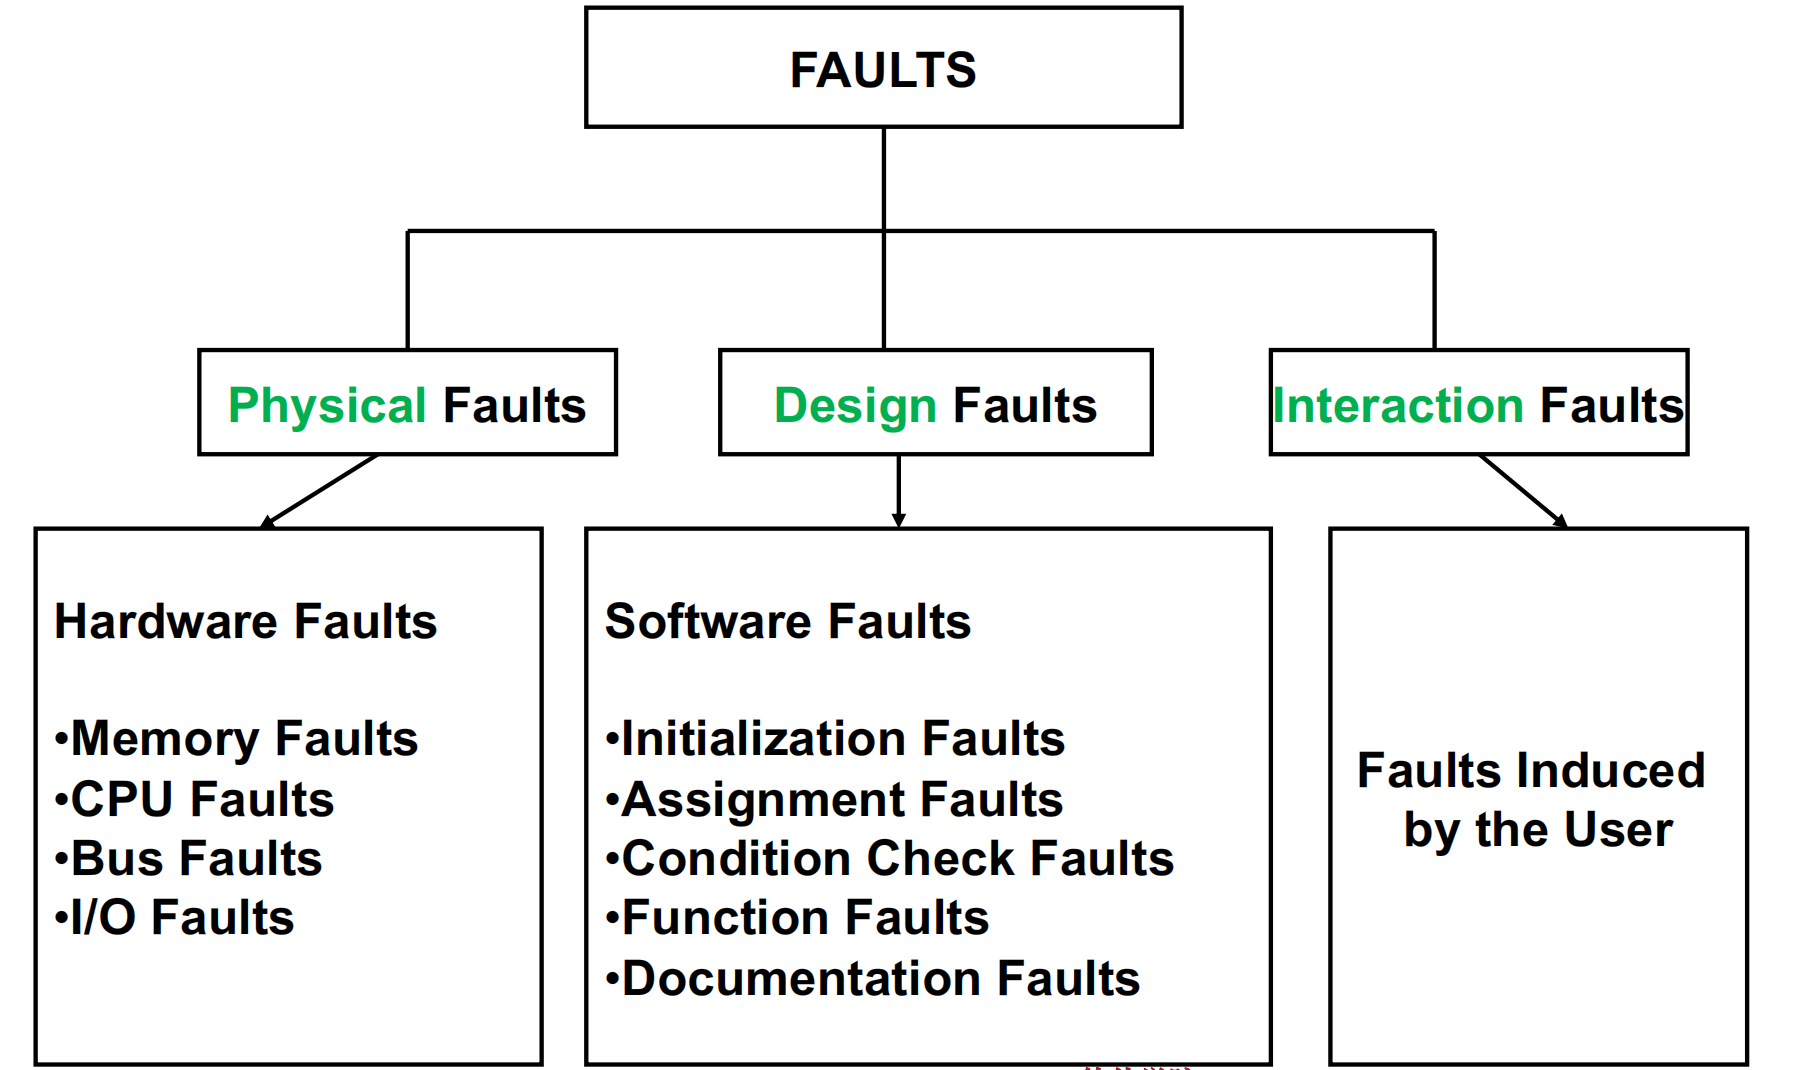 FAULTS
Physical Faults
Design Faults
Interaction Faults
Hardware Faults
•Memory Faults
•CPU Faults
•Bus Faults
•I/O Faults
Software Faults
•Initialization Faults
•Assignment Faults
•Condition Check Faults
•Function Faults
•Documentation Faults
Faults Induced
by the User